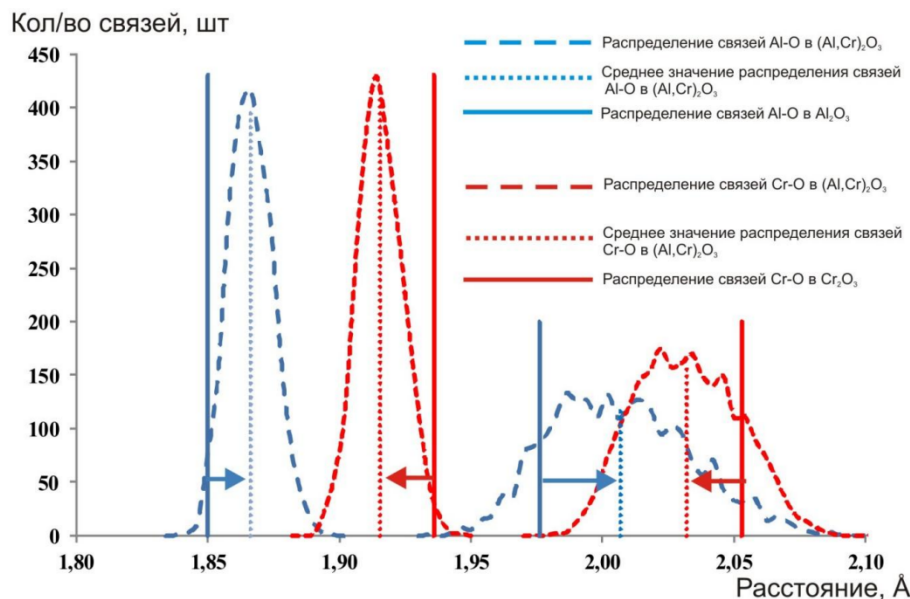 Кол/во связей, шт
450
400
350
300
250
200
150
100
50
0
Распределение связей Al-O в (Al,Cr)₂O₃
Среднее значение распределения связей
Al-O в (Al,Cr)₂O₃
Распределение связей Al-O в Al₂O₃
Распределение связей Cr-O в (Al,Cr)₂O₃
Среднее значение распределения связей
Cr-O в (Al,Cr)₂O₃
Распределение связей Cr-O в Cr₂O₃
1,80 1,85 1,90 1,95 2,00 2,05 2,10
Расстояние, Å